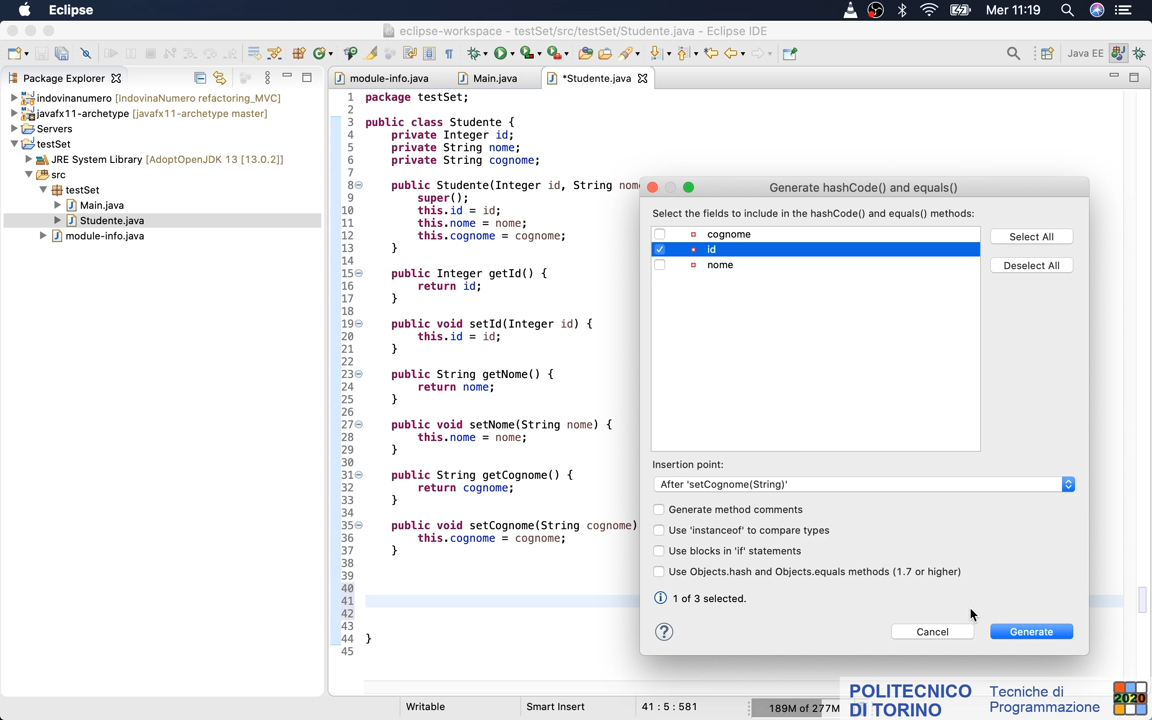 Eclipse
Mer 11:19
eclipse-workspace - testSet/src/testSet/Studente.java - Eclipse IDE
Java EE
Package Explorer
indovinanumero [IndovinaNumero refactoring_MVC]
javafx11-archetype [javafx11-archetype master]
Servers
testSet
JRE System Library [AdoptOpenJDK 13 [13.0.2]]
src
testSet
Main.java
Studente.java
module-info.java
module-info.java
Main.java
*Studente.java
1 package testSet;
2
3 public class Studente {
4 private Integer id;
5 private String nome;
6 private String cognome;
7
8 public Studente(Integer id, String nom
9 super();
10 this.id = id;
11 this.nome = nome;
12 this.cognome = cognome;
13 }
14
15 public Integer getId() {
16 return id;
17 }
18
19 public void setId(Integer id) {
20 this.id = id;
21 }
22
23 public String getNome() {
24 return nome;
25 }
26
27 public void setNome(String nome) {
28 this.nome = nome;
29 }
30
31 public String getCognome() {
32 return cognome;
33 }
34
35 public void setCognome(String cognome)
36 this.cognome = cognome;
37 }
38
39
40
41
42
43
44 }
45
Generate hashCode() and equals()
Select the fields to include in the hashCode() and equals() methods:
cognome
id
nome
Select All
Deselect All
Insertion point:
After 'setCognome(String)'
Generate method comments
Use 'instanceof' to compare types
Use blocks in 'if' statements
Use Objects.hash and Objects.equals methods (1.7 or higher)
1 of 3 selected.
?
Cancel
Generate
Writable
Smart Insert
41 : 5 : 581
189M of 277M
POLITECNICO
DI TORINO
Tecniche di
Programmazione
2020